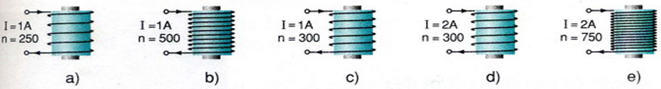 I=1A
n=250
a)
I=1A
n=500
b)
I=1A
n=300
c)
I=2A
n=300
d)
I=2A
n=750
e)